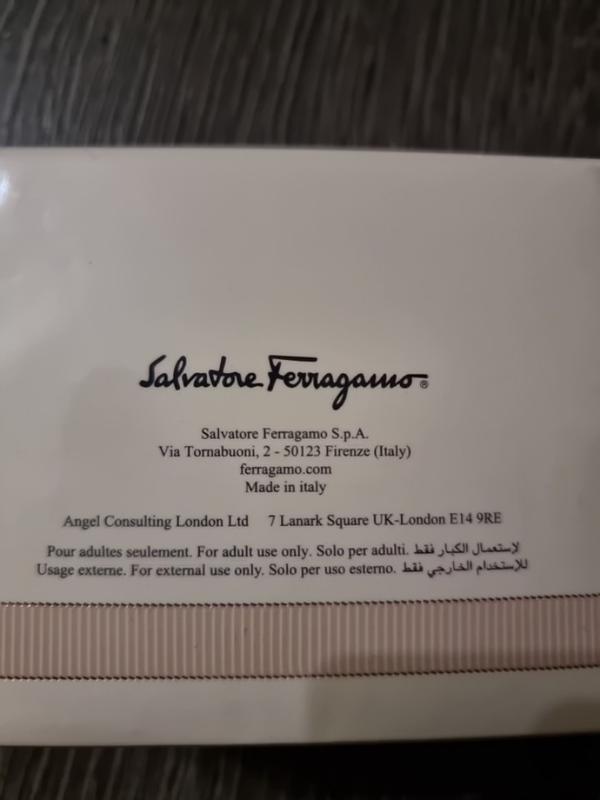 Salvatore Ferragamo®
Salvatore Ferragamo S.p.A.
Via Tornabuoni, 2 - 50123 Firenze (Italy)
ferragamo.com
Made in italy
Angel Consulting London Ltd 7 Lanark Square UK-London E14 9RE
Pour adultes seulement. For adult use only. Solo per adulti. لإستعمال الكبار فقط
Usage externe. For external use only. Solo per uso esterno. للإستخدام الخارجي فقط